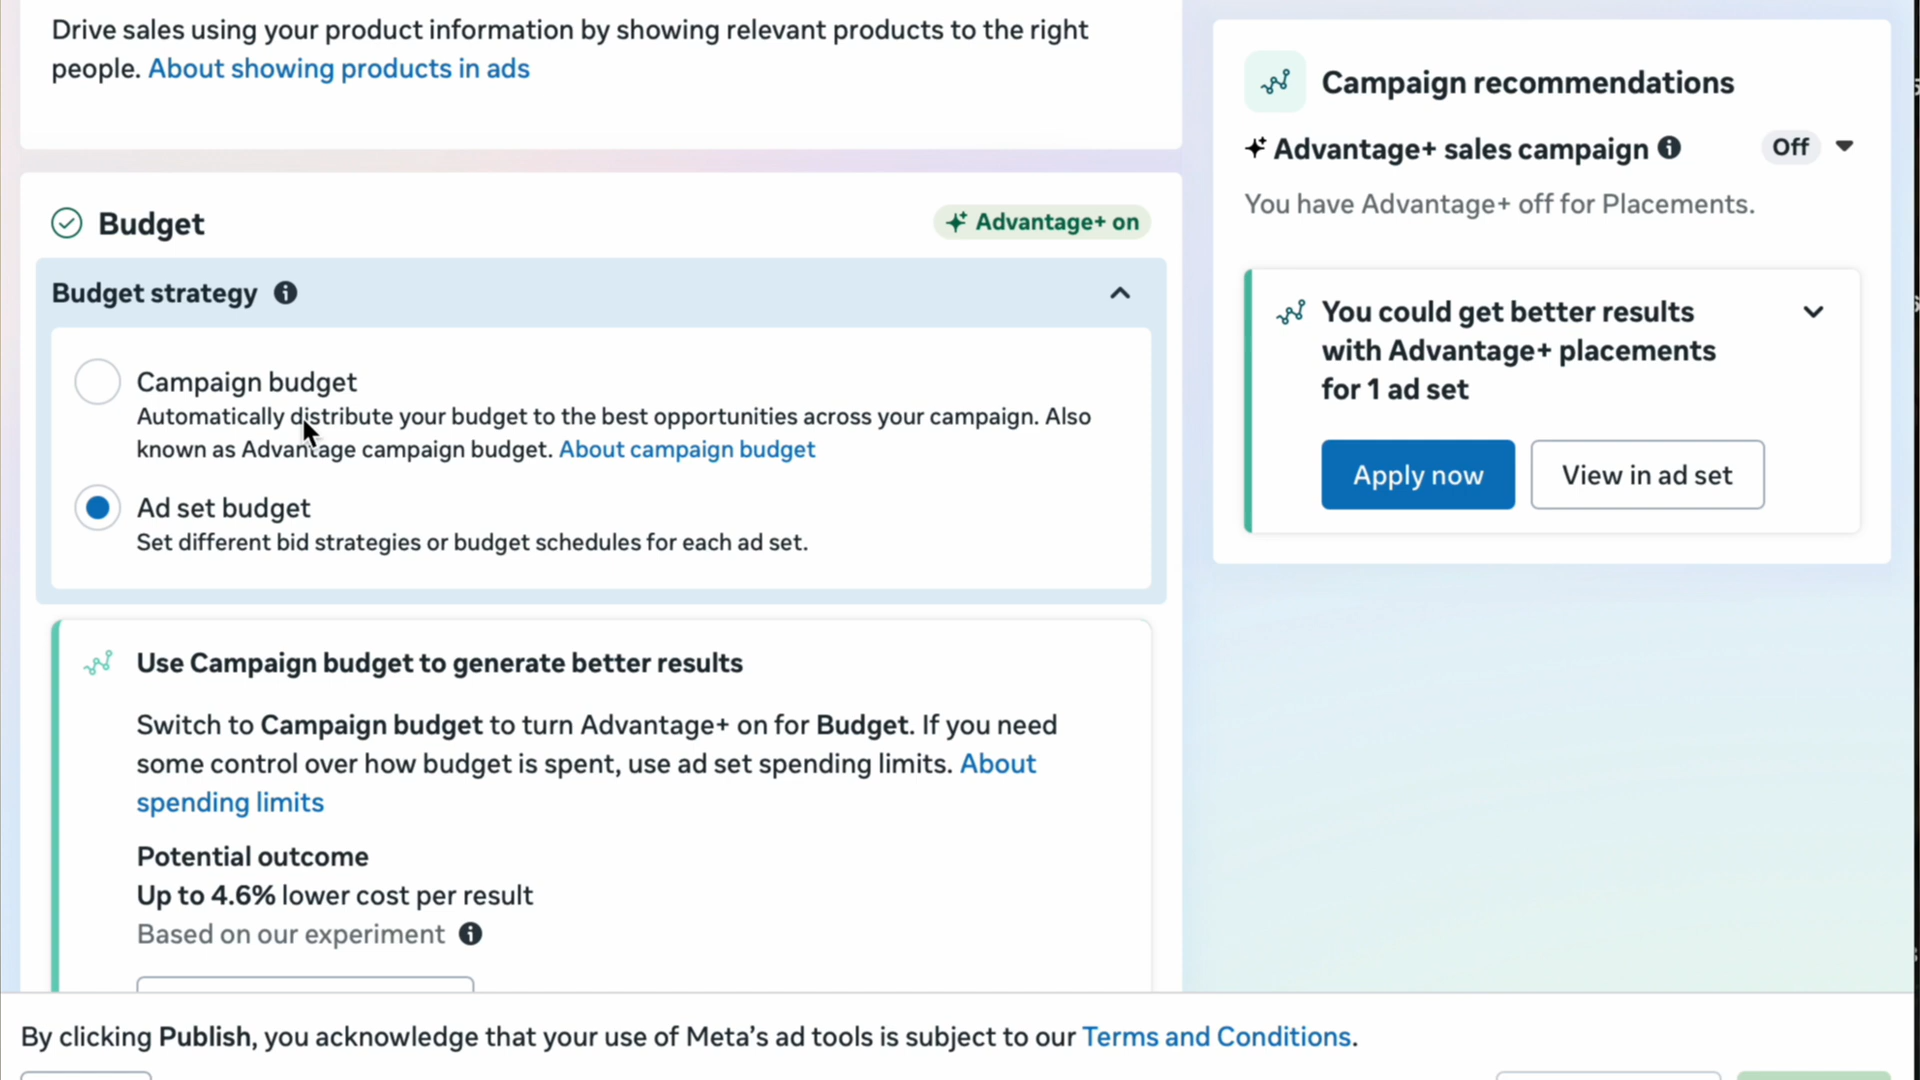 Drive sales using your product information by showing relevant products to the right
people. About showing products in ads
Budget
Advantage+ on
Budget strategy
Campaign budget
Automatically distribute your budget to the best opportunities across your campaign. Also
known as Advantage campaign budget. About campaign budget
Ad set budget
Set different bid strategies or budget schedules for each ad set.
Use Campaign budget to generate better results
Switch to Campaign budget to turn Advantage+ on for Budget. If you need
some control over how budget is spent, use ad set spending limits. About
spending limits
Potential outcome
Up to 4.6% lower cost per result
Based on our experiment
Campaign recommendations
Advantage+ sales campaign
Off
You have Advantage+ off for Placements.
You could get better results
with Advantage+ placements
for 1 ad set
Apply now
View in ad set
By clicking Publish, you acknowledge that your use of Meta’s ad tools is subject to our Terms and Conditions.